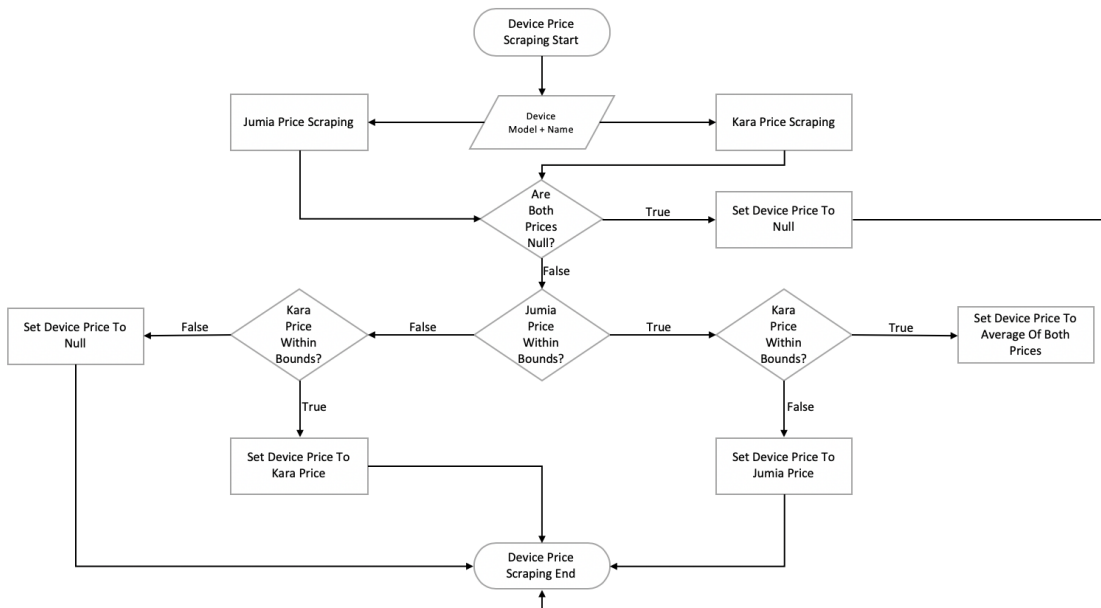 Device Price
Scraping Start
Jumia Price Scraping
Device
Model + Name
Kara Price Scraping
Are
Both
Prices
Null?
True
Set Device Price To
Null
False
Set Device Price To
Null
False
Kara
Price
Within
Bounds?
False
Jumia
Price
Within
Bounds?
True
Kara
Price
Within
Bounds?
True
Set Device Price To
Average Of Both
Prices
True
False
Set Device Price To
Kara Price
Set Device Price To
Jumia Price
Device Price
Scraping End